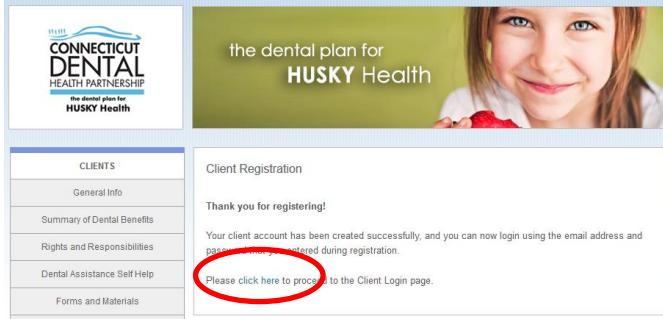 CONNECTICUT
DENTAL
HEALTH PARTNERSHIP
the dental plan for
HUSKY Health
the dental plan for
HUSKY Health
CLIENTS
General Info
Summary of Dental Benefits
Rights and Responsibilities
Dental Assistance Self Help
Forms and Materials
Client Registration
Thank you for registering!
Your client account has been created successfully, and you can now login using the email address and
password that you entered during registration.
Please click here to proceed to the Client Login page.